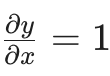 ∂y/∂x = 1